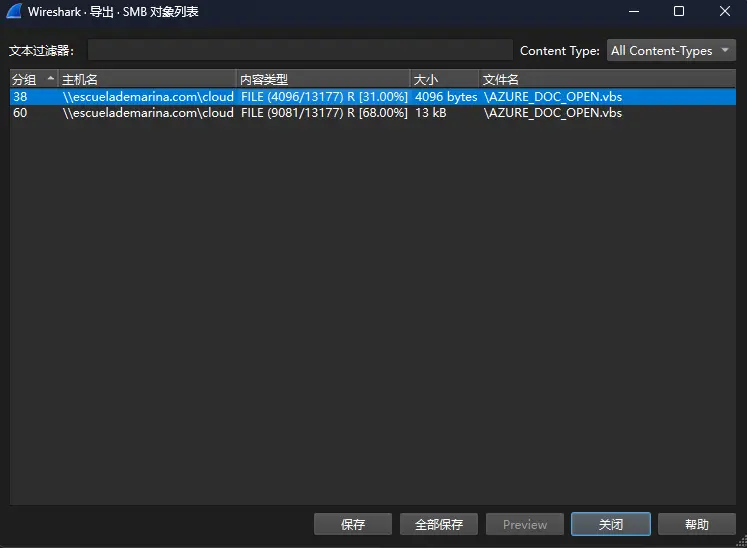 Wireshark · 导出 · SMB 对象列表
文本过滤器: Content Type: All Content-Types
分组 主机名 内容类型 大小 文件名
38 \\escuelademarina.com\cloud FILE (4096/13177) R [31.00%] 4096 bytes \AZURE_DOC_OPEN.vbs
60 \\escuelademarina.com\cloud FILE (9081/13177) R [68.00%] 13 kB \AZURE_DOC_OPEN.vbs
保存 全部保存 Preview 关闭 帮助